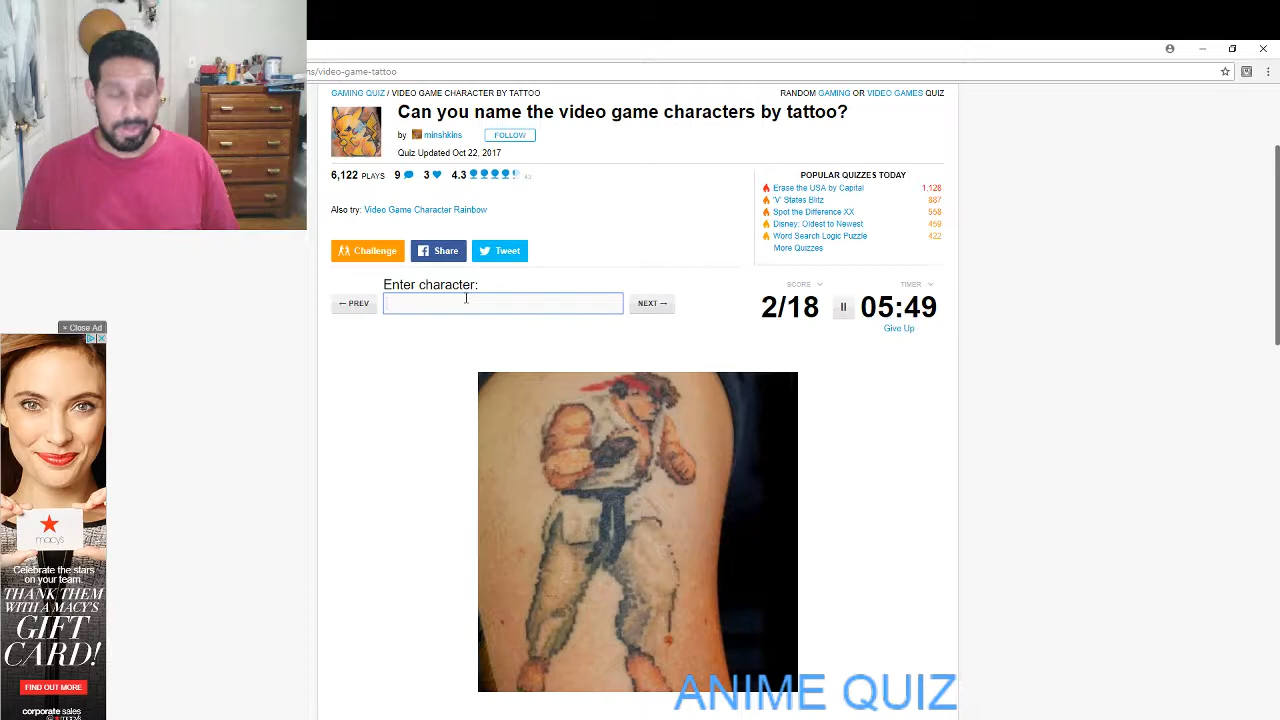 ns/video-game-tattoo
GAMING QUIZ / VIDEO GAME CHARACTER BY TATTOO
RANDOM GAMING OR VIDEO GAMES QUIZ
Can you name the video game characters by tattoo?
by minshkins FOLLOW
Quiz Updated Oct 22, 2017
6,122 PLAYS 9 3 4.3
POPULAR QUIZZES TODAY
Erase the USA by Capital 1,128
'V' States Blitz 887
Spot the Difference XX 558
Disney: Oldest to Newest 459
Word Search Logic Puzzle 422
More Quizzes
Also try: Video Game Character Rainbow
Challenge Share Tweet
Enter character:
← PREV NEXT →
SCORE TIMER
2/18 05:49
Give Up
× Close Ad
macys
Celebrate the stars
on your team.
THANK THEM
WITH A MACY'S
GIFT
CARD!
FIND OUT MORE
corporate sales
ANIME QUIZ